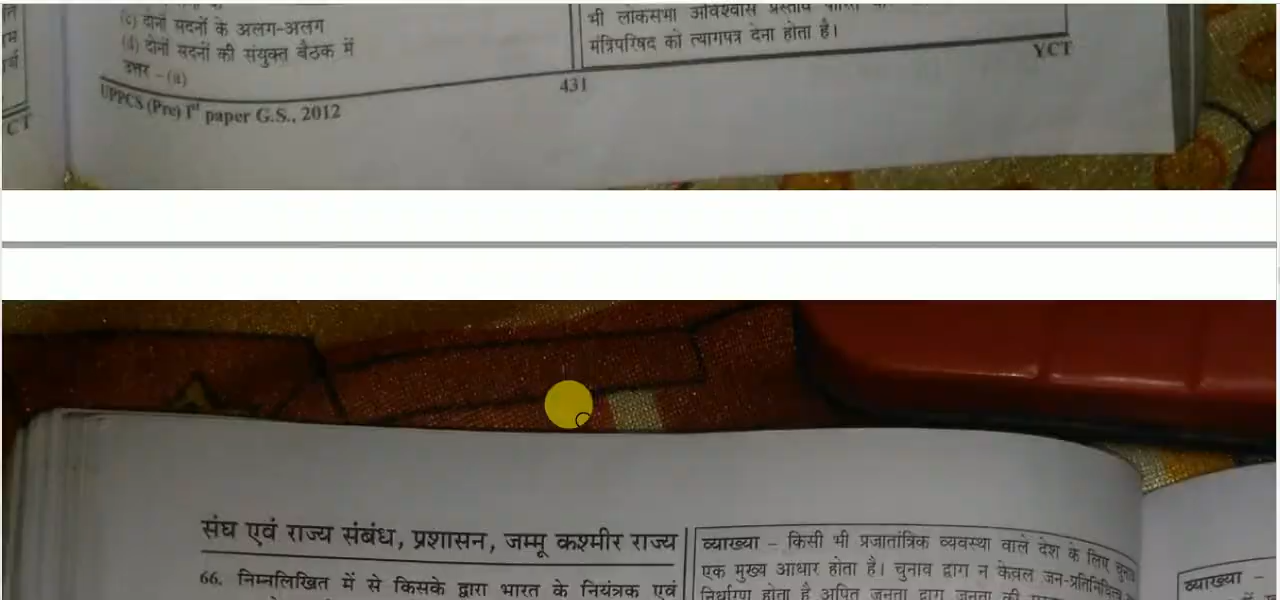 (c) दोनों सदनों के अलग-अलग
(d) दोनों सदनों की संयुक्त बैठक में
उत्तर –(a)
भी लोकसभा अविश्वास प्रस्ताव
मंत्रिपरिषद को त्यागपत्र देना होता है।
UPPCS (Pre) Ist paper G.S., 2012
431
YCT
CT
संघ एवं राज्य संबंध, प्रशासन, जम्मू कश्मीर राज्य
66. निम्नलिखित में से किसके द्वारा भारत के नियंत्रक एवं
व्याख्या – किसी भी प्रजातांत्रिक व्यवस्था वाले देश के लिए चुनाव
एक मुख्य आधार होता है। चुनाव द्वारा न केवल
निर्धारण होता है अपितु जनता द्वारा जनता की
व्याख्या –